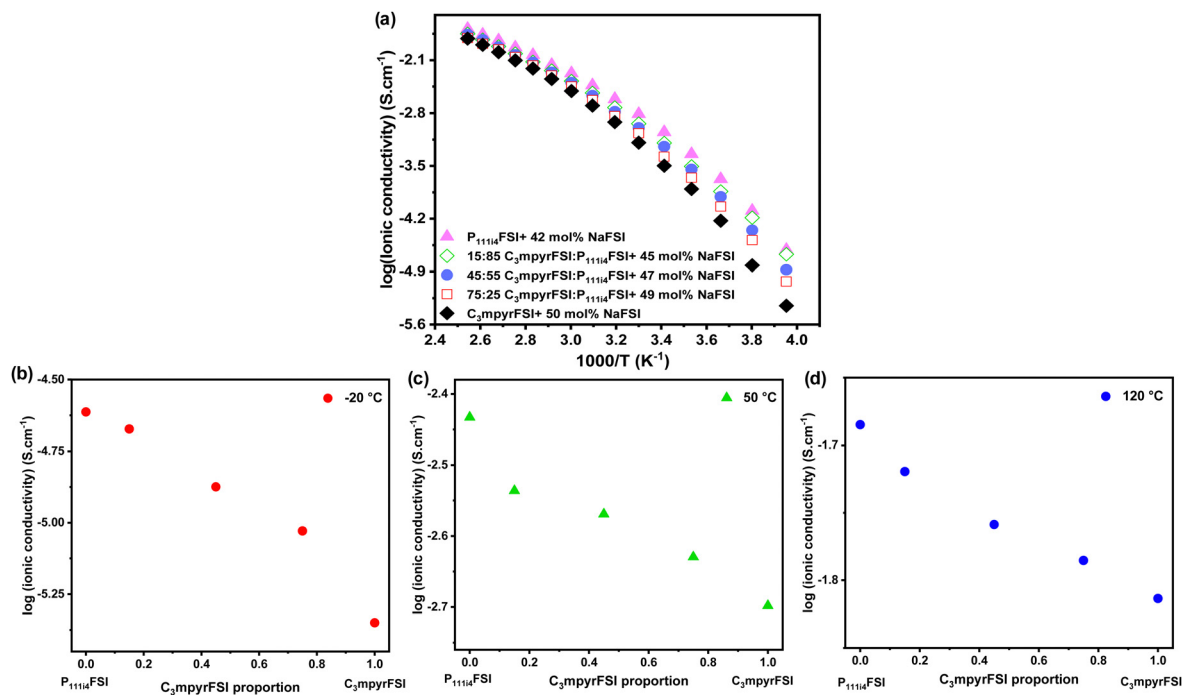 (a)
log(Ionic conductivity) (S.cm⁻¹)
-2.1
-2.8
-3.5
-4.2
-4.9
-5.6
P₁₁₁ᵢ₄FSI+ 42 mol% NaFSI
15:85 C₃mpyrFSI:P₁₁₁ᵢ₄FSI+ 45 mol% NaFSI
45:55 C₃mpyrFSI:P₁₁₁ᵢ₄FSI+ 47 mol% NaFSI
75:25 C₃mpyrFSI:P₁₁₁ᵢ₄FSI+ 49 mol% NaFSI
C₃mpyrFSI+ 50 mol% NaFSI
2.4 2.6 2.8 3.0 3.2 3.4 3.6 3.8 4.0
1000/T (K⁻¹)
(b)
log (ionic conductivity) (S.cm⁻¹)
-4.50
-4.75
-5.00
-5.25
-20 °C
0.0 0.2 0.4 0.6 0.8 1.0
P₁₁₁ᵢ₄FSI C₃mpyrFSI proportion C₃mpyrFSI
(c)
log (ionic conductivity) (S.cm⁻¹)
-2.4
-2.5
-2.6
-2.7
50 °C
0.0 0.2 0.4 0.6 0.8 1.0
P₁₁₁ᵢ₄FSI C₃mpyrFSI proportion C₃mpyrFSI
(d)
log (ionic conductivity) (S.cm⁻¹)
-1.7
-1.8
120 °C
0.0 0.2 0.4 0.6 0.8 1.0
P₁₁₁ᵢ₄FSI C₃mpyrFSI proportion C₃mpyrFSI